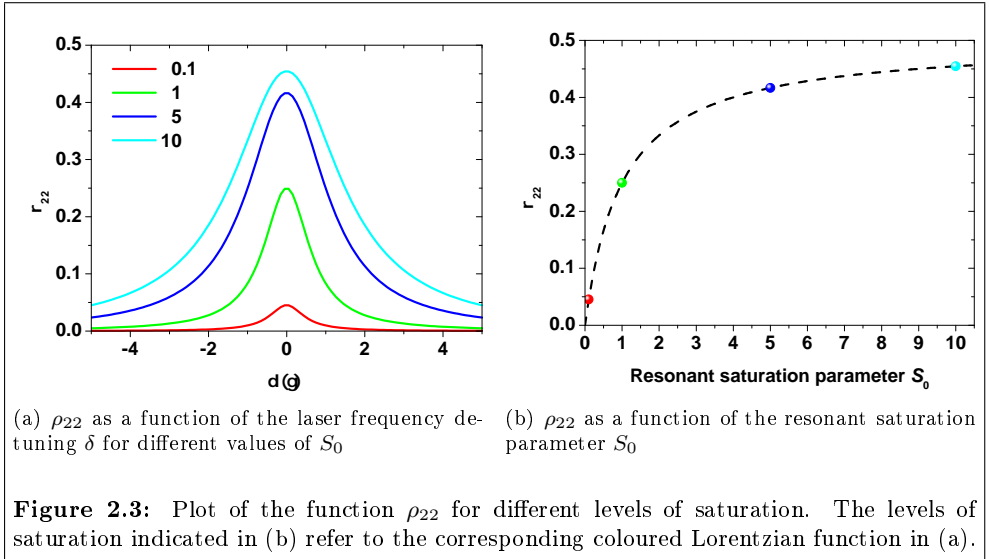 0.5
0.4
0.3
0.2
0.1
0.0
r22
0.1
1
5
10
-4 -2 0 2 4
d(g)
(a) ρ22 as a function of the laser frequency de-
tuning δ for different values of S0
0.5
0.4
0.3
0.2
0.1
0.0
r22
0 1 2 3 4 5 6 7 8 9 10
Resonant saturation parameter S0
(b) ρ22 as a function of the resonant saturation
parameter S0
Figure 2.3: Plot of the function ρ22 for different levels of saturation. The levels of
saturation indicated in (b) refer to the corresponding coloured Lorentzian function in (a).